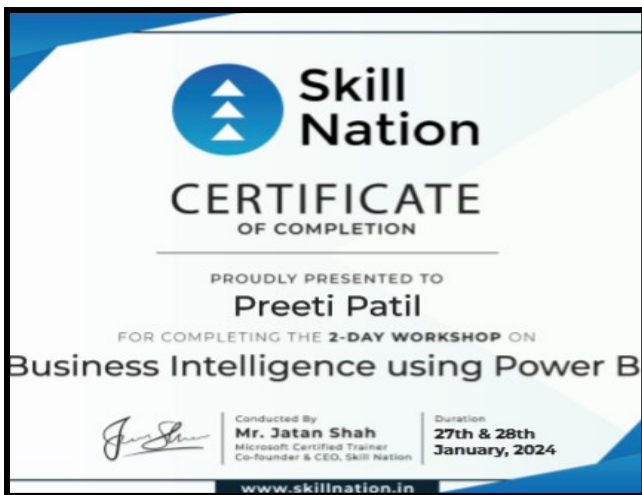 Skill
Nation
CERTIFICATE
OF COMPLETION
PROUDLY PRESENTED TO
Preeti Patil
FOR COMPLETING THE 2-DAY WORKSHOP ON
Business Intelligence using Power B
Conducted By
Mr. Jatan Shah
Microsoft Certified Trainer
Co-founder & CEO, Skill Nation
Duration
27th & 28th
January, 2024
www.skillnation.in